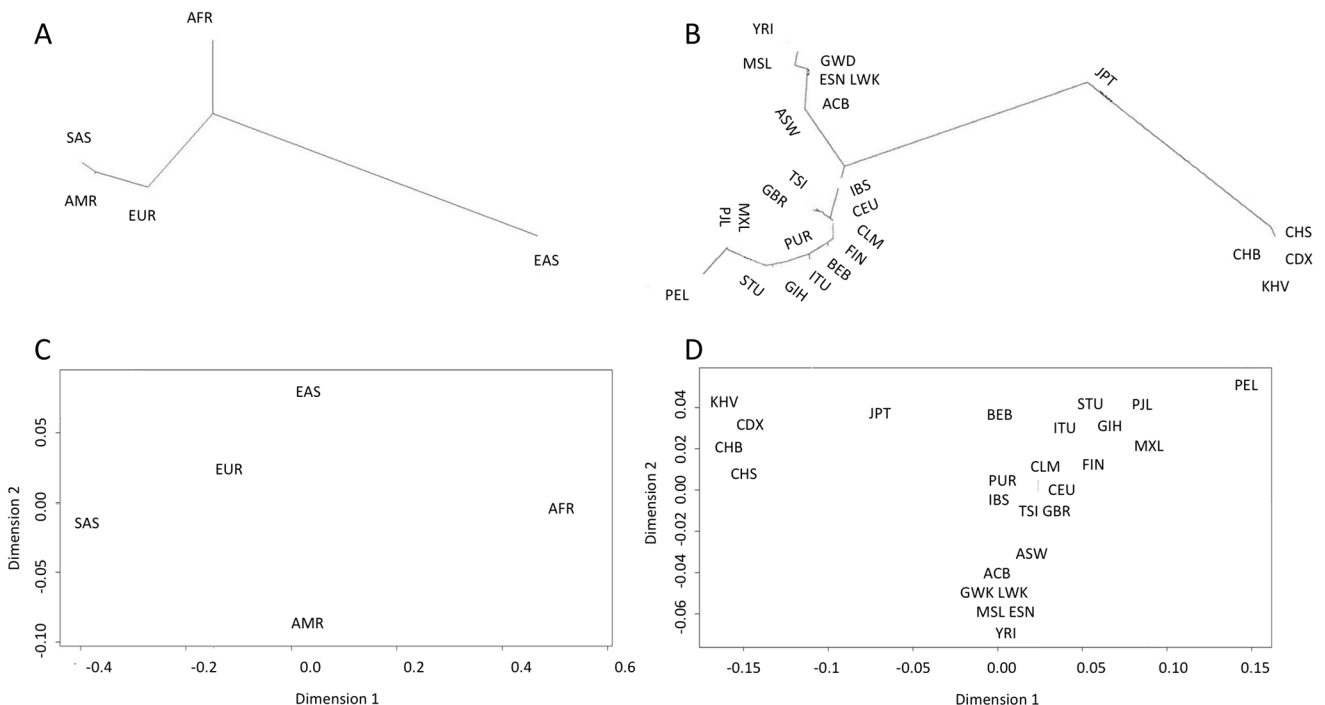 A
AFR
SAS
AMR
EUR
EAS
B
YRI
MSL
GWD
ESN LWK
ACB
ASW
JPT
TSI
GBR
IBS
CEU
CLM
FIN
BEB
ITU
GIH
STU
PUR
MXL
PJL
PEL
CHS
CHB
CDX
KHV
C
EAS
EUR
SAS
AFR
AMR
0.05
0.00
-0.05
-0.10
Dimension 2
-0.4
-0.2
0.0
0.2
0.4
0.6
Dimension 1
D
PEL
KHV
JPT
BEB
STU
PJL
CDX
ITU
GIH
CHB
MXL
CHS
CLM
FIN
PUR
CEU
IBS
TSI GBR
ASW
ACB
GWK LWK
MSL ESN
YRI
0.04
0.02
0.00
-0.02
-0.04
-0.06
Dimension 2
-0.15
-0.1
-0.05
0.00
0.05
0.10
0.15
Dimension 1